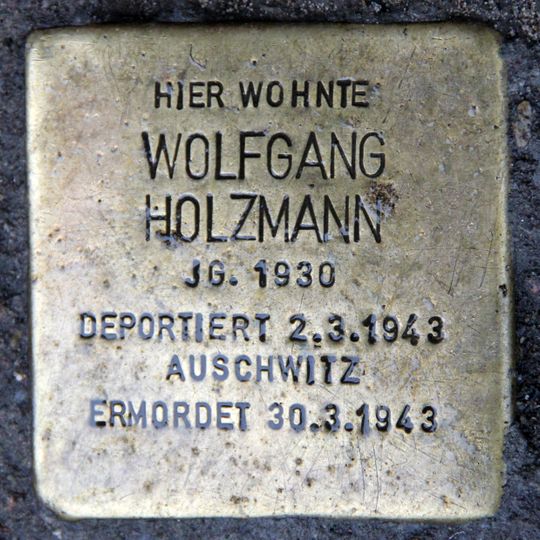 HIER WOHNTE
WOLFGANG
HOLZMANN
JG. 1930
DEPORTIERT 2.3.1943
AUSCHWITZ
ERMORDET 30.3.1943